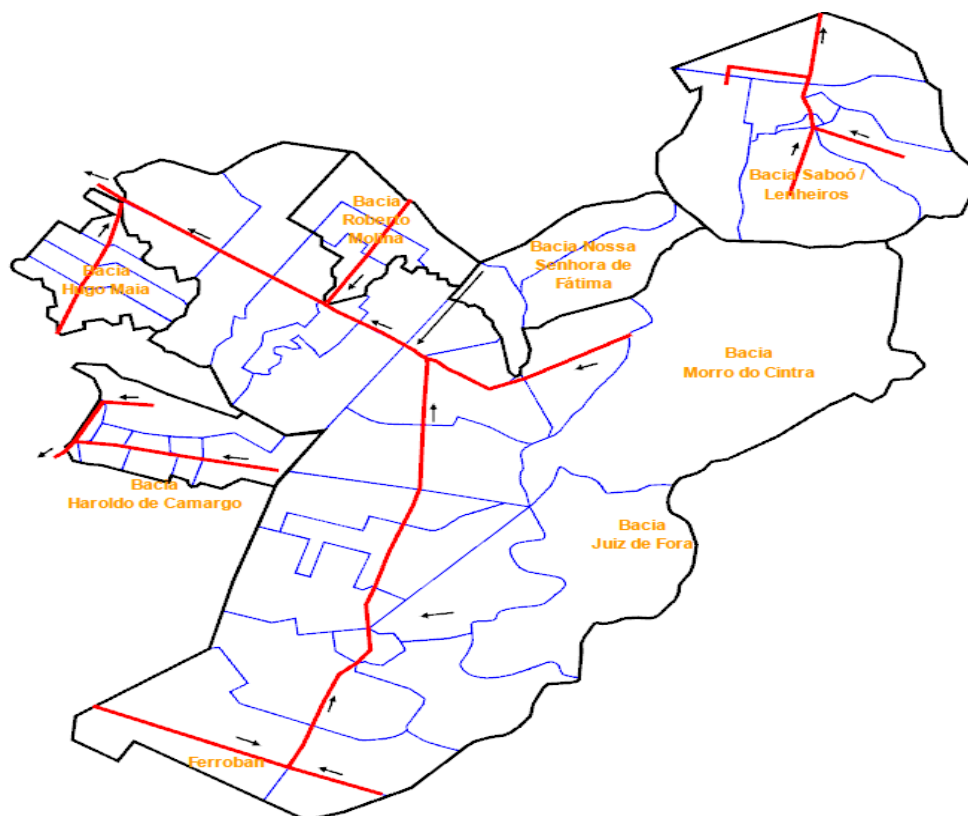 Bacia Saboó /
Lenheiros
Bacia
Roberto
Molina
Bacia Nossa
Senhora de
Fátima
Bacia
Hugo Maia
Bacia
Morro do Cintra
Bacia
Haroldo de Camargo
Bacia
Juiz de Fora
Ferroban